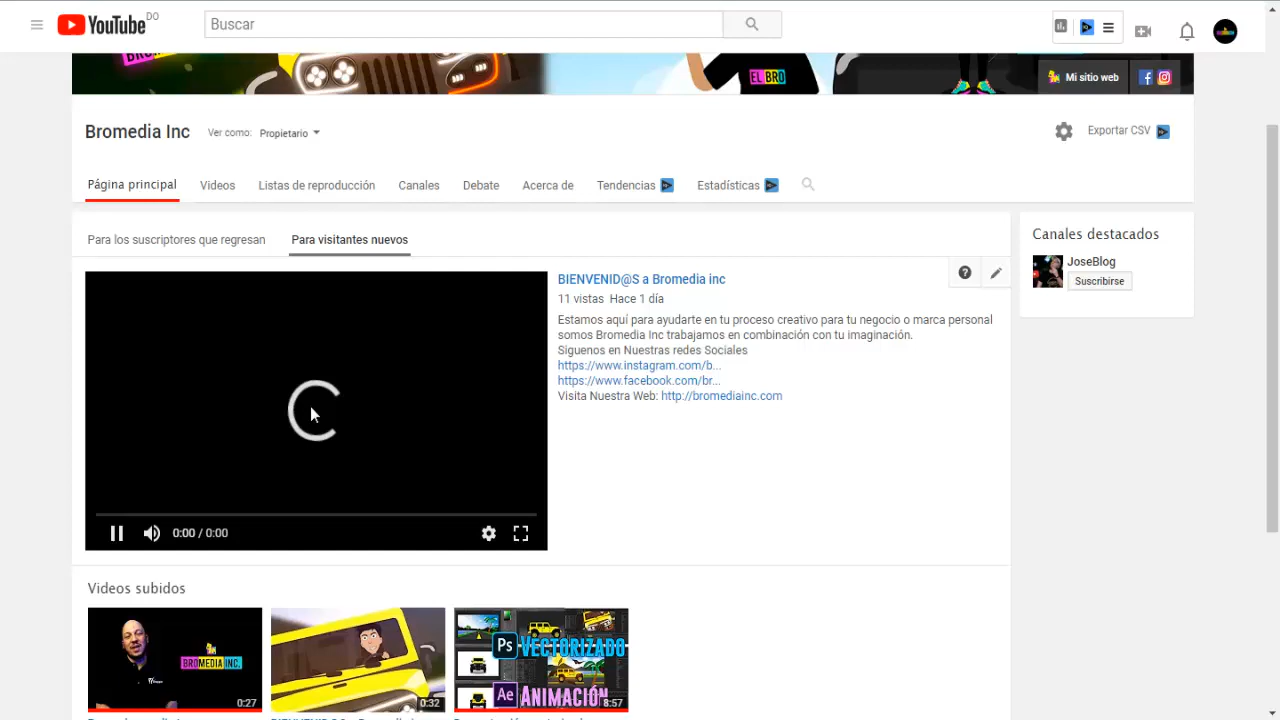 YouTube DO
Buscar
BRO
EL BRO
Mi sitio web
Bromedia Inc Ver como: Propietario
Exportar CSV
Página principal Videos Listas de reproducción Canales Debate Acerca de Tendencias Estadísticas
Para los suscriptores que regresan Para visitantes nuevos
Canales destacados
JoseBlog
Suscribirse
BIENVENID@S a Bromedia inc
11 vistas Hace 1 día
Estamos aquí para ayudarte en tu proceso creativo para tu negocio o marca personal
somos Bromedia Inc trabajamos en combinación con tu imaginación.
Siguenos en Nuestras redes Sociales
https://www.instagram.com/b...
https://www.facebook.com/br...
Visita Nuestra Web: http://bromediainc.com
0:00 / 0:00
Videos subidos
BROMEDIA INC.
0:27
0:32
Ps VECTORIZADO
Ae ANIMACIÓN
8:57